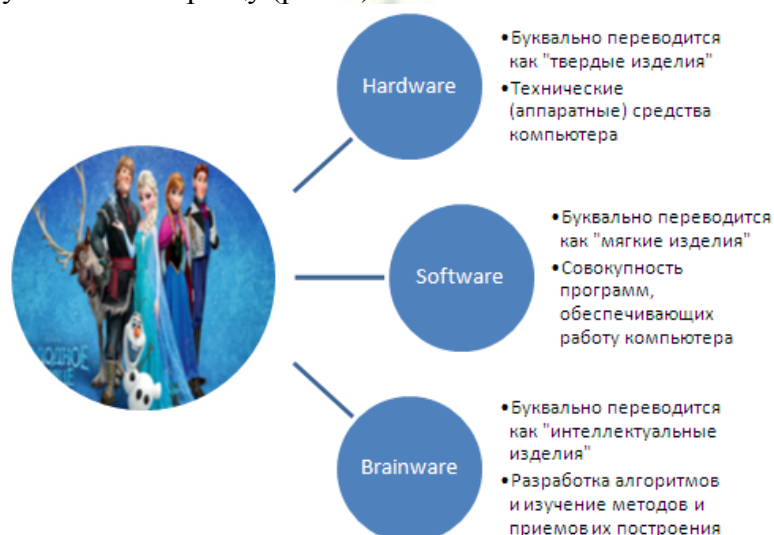 Hardware
•Буквально переводится
как "твердые изделия"
•Технические
(аппаратные) средства
компьютера
Software
•Буквально переводится
как "мягкие изделия"
•Совокупность
программ,
обеспечивающих
работу компьютера
Brainware
•Буквально переводится
как "интеллектуальные
изделия"
•Разработка алгоритмов
и изучение методов и
приемов их построения